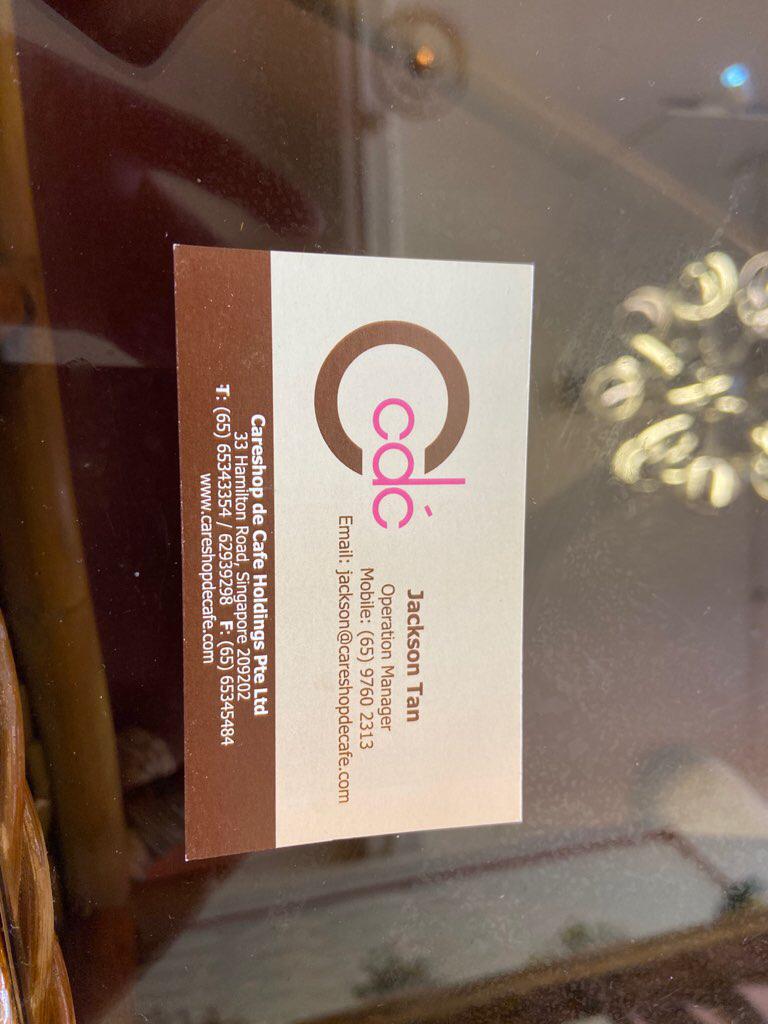 cdć
Jackson Tan
Operation Manager
Mobile: (65) 9760 2313
Email: jackson@careshopdecafe.com
Careshop de Cafe Holdings Pte Ltd
33 Hamilton Road, Singapore 209202
T: (65) 65343354 / 62939298 F: (65) 65345484
www.careshopdecafe.com